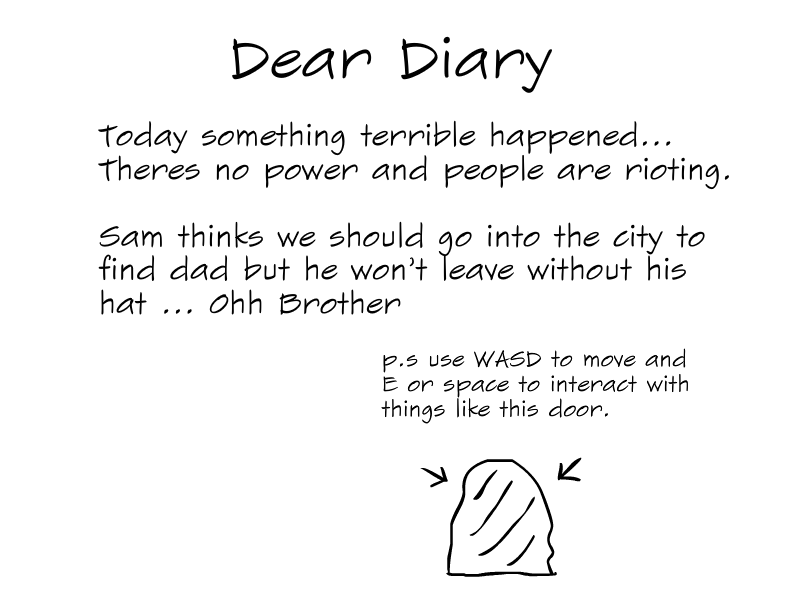 Dear Diary
Today something terrible happened...
Theres no power and people are rioting.
Sam thinks we should go into the city to
find dad but he won't leave without his
hat ... Ohh Brother
p.s use WASD to move and
E or space to interact with
things like this door.